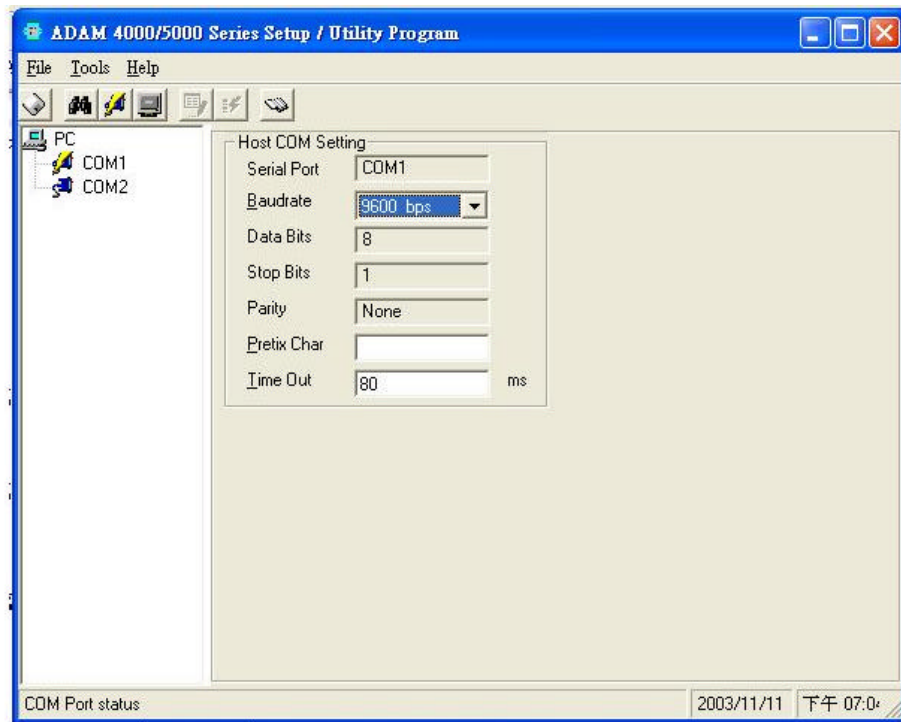 ADAM 4000/5000 Series Setup / Utility Program
File Tools Help
PC
COM1
COM2
Host COM Setting
Serial Port COM1
Baudrate 9600 bps
Data Bits 8
Stop Bits 1
Parity None
Pretix Char
Time Out 80 ms
COM Port status 2003/11/11 下午 07:0